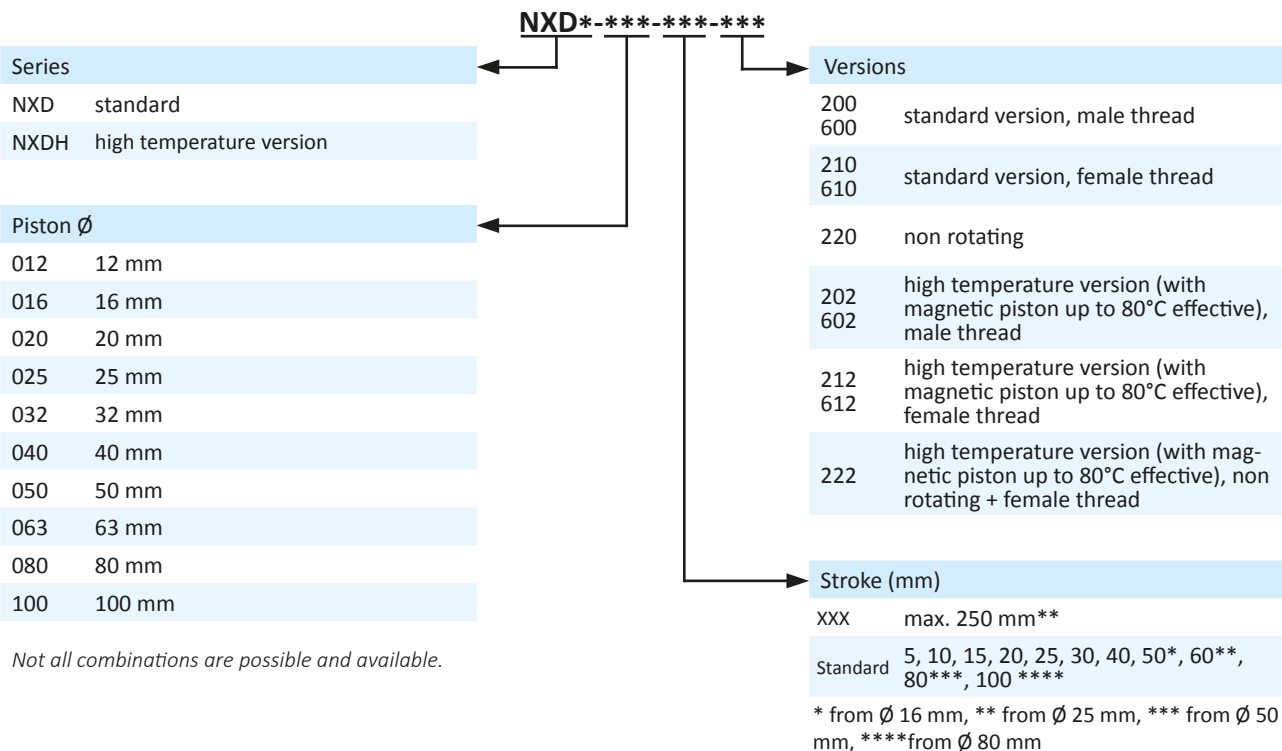 NXD*-***-***-***
Series
NXD standard
NXDH high temperature version
Piston Ø
012 12 mm
016 16 mm
020 20 mm
025 25 mm
032 32 mm
040 40 mm
050 50 mm
063 63 mm
080 80 mm
100 100 mm
Not all combinations are possible and available.
Versions
200
600
standard version, male thread
210
610
standard version, female thread
220 non rotating
202
602
high temperature version (with
magnetic piston up to 80°C effective),
male thread
212
612
high temperature version (with
magnetic piston up to 80°C effective),
female thread
222
high temperature version (with mag-
netic piston up to 80°C effective), non
rotating + female thread
Stroke (mm)
XXX max. 250 mm**
Standard
5, 10, 15, 20, 25, 30, 40, 50*, 60**,
80***, 100 ****
* from Ø 16 mm, ** from Ø 25 mm, *** from Ø 50
mm, ****from Ø 80 mm